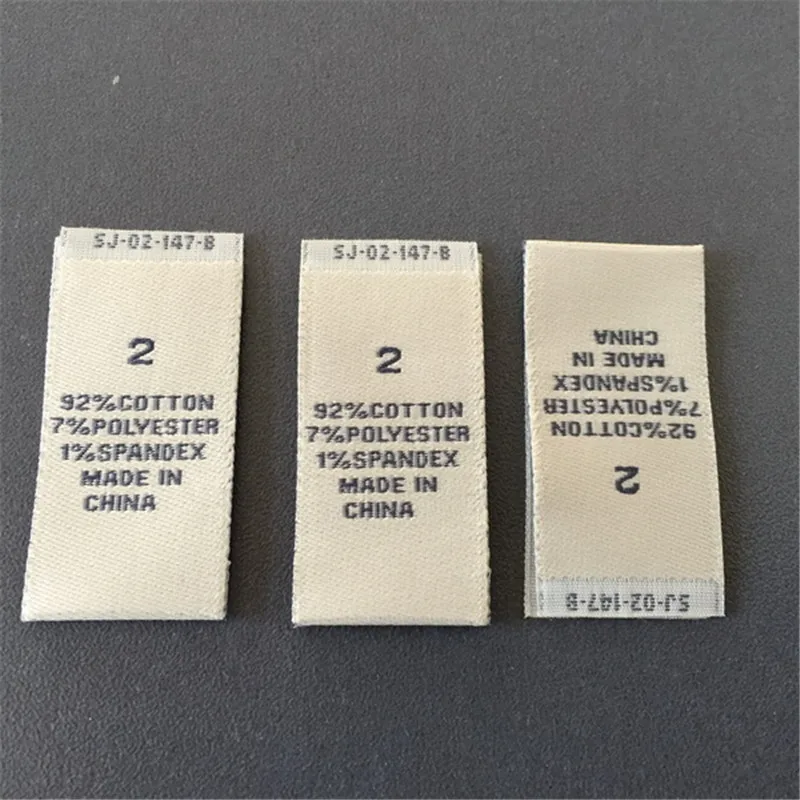 SJ-02-147-B
2
92%COTTON
7%POLYESTER
1%SPANDEX
MADE IN
CHINA
SJ-02-147-B
2
92%COTTON
7%POLYESTER
1%SPANDEX
MADE IN
CHINA
SJ-02-147-B
2
92%COTTON
7%POLYESTER
1%SPANDEX
MADE IN
CHINA